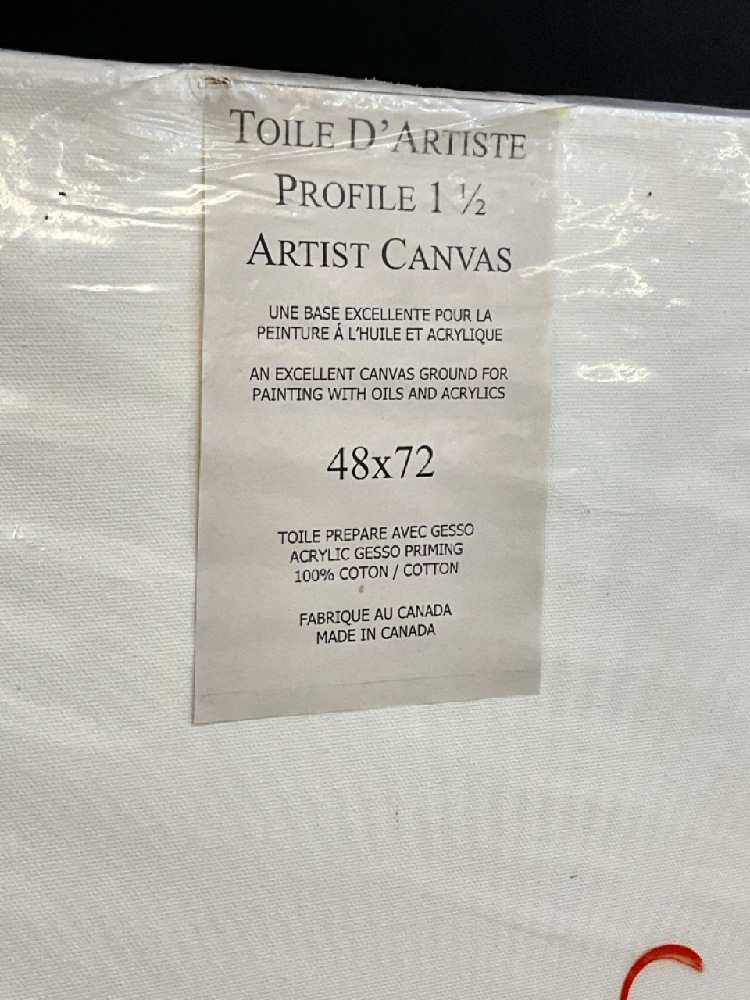 TOILE D'ARTISTE
PROFILE 1 ½
ARTIST CANVAS
UNE BASE EXCELLENTE POUR LA
PEINTURE Á L'HUILE ET ACRYLIQUE
AN EXCELLENT CANVAS GROUND FOR
PAINTING WITH OILS AND ACRYLICS
48x72
TOILE PREPARE AVEC GESSO
ACRYLIC GESSO PRIMING
100% COTON / COTTON
FABRIQUE AU CANADA
MADE IN CANADA